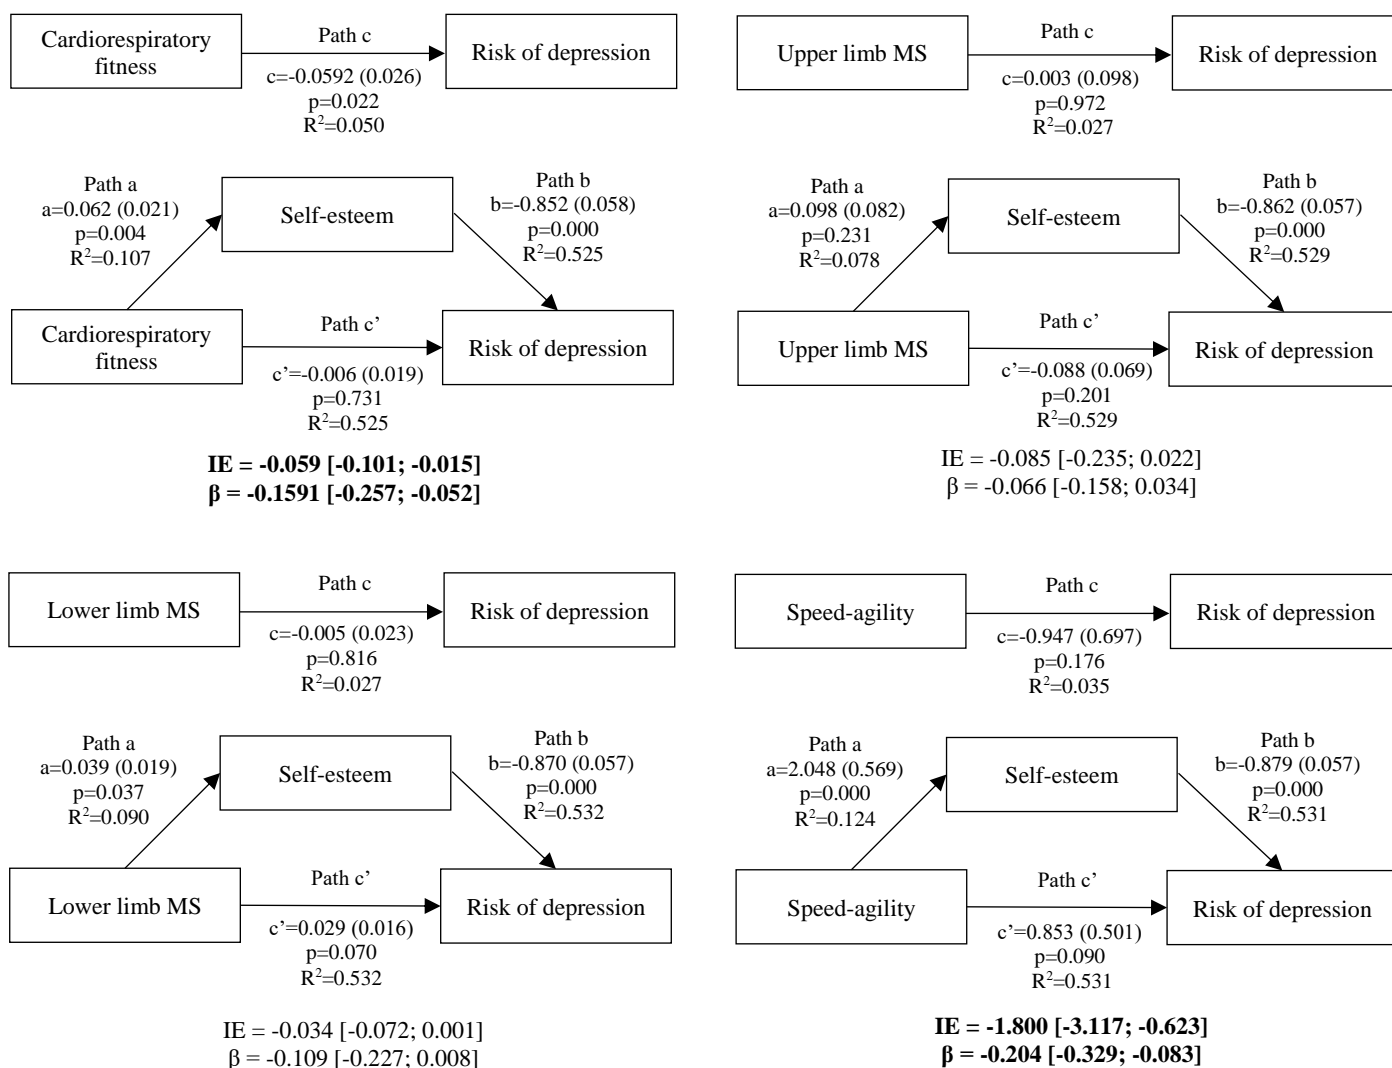 Cardiorespiratory
fitness
Path c
c=-0.0592 (0.026)
p=0.022
R²=0.050
Risk of depression
Path a
a=0.062 (0.021)
p=0.004
R²=0.107
Self-esteem
Path b
b=-0.852 (0.058)
p=0.000
R²=0.525
Cardiorespiratory
fitness
Path c’
c’=-0.006 (0.019)
p=0.731
R²=0.525
Risk of depression
IE = -0.059 [-0.101; -0.015]
β = -0.1591 [-0.257; -0.052]
Upper limb MS
Path c
c=0.003 (0.098)
p=0.972
R²=0.027
Risk of depression
Path a
a=0.098 (0.082)
p=0.231
R²=0.078
Self-esteem
Path b
b=-0.862 (0.057)
p=0.000
R²=0.529
Upper limb MS
Path c’
c’=-0.088 (0.069)
p=0.201
R²=0.529
Risk of depression
IE = -0.085 [-0.235; 0.022]
β = -0.066 [-0.158; 0.034]
Lower limb MS
Path c
c=-0.005 (0.023)
p=0.816
R²=0.027
Risk of depression
Path a
a=0.039 (0.019)
p=0.037
R²=0.090
Self-esteem
Path b
b=-0.870 (0.057)
p=0.000
R²=0.532
Lower limb MS
Path c’
c’=0.029 (0.016)
p=0.070
R²=0.532
Risk of depression
IE = -0.034 [-0.072; 0.001]
β = -0.109 [-0.227; 0.008]
Speed-agility
Path c
c=-0.947 (0.697)
p=0.176
R²=0.035
Risk of depression
Path a
a=2.048 (0.569)
p=0.000
R²=0.124
Self-esteem
Path b
b=-0.879 (0.057)
p=0.000
R²=0.531
Speed-agility
Path c’
c’=0.853 (0.501)
p=0.090
R²=0.531
Risk of depression
IE = -1.800 [-3.117; -0.623]
β = -0.204 [-0.329; -0.083]